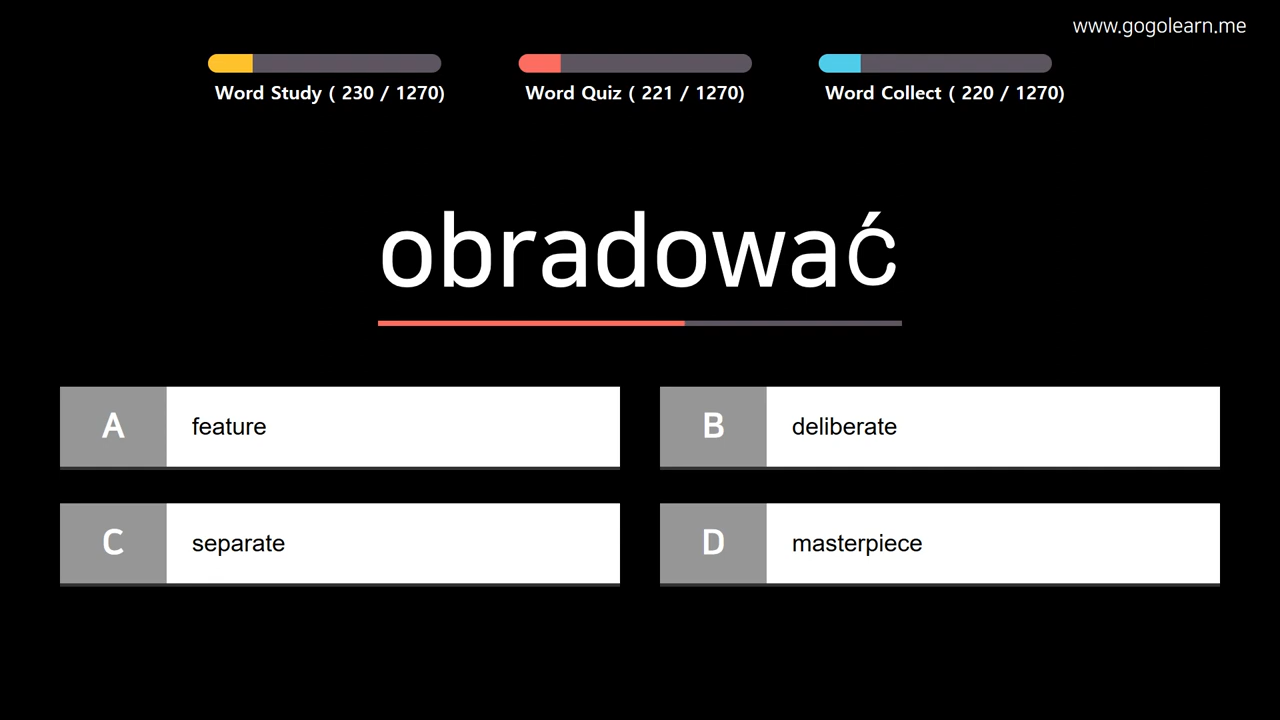 www.gogolearn.me
Word Study ( 230 / 1270)
Word Quiz ( 221 / 1270)
Word Collect ( 220 / 1270)
obradować
A feature
B deliberate
C separate
D masterpiece